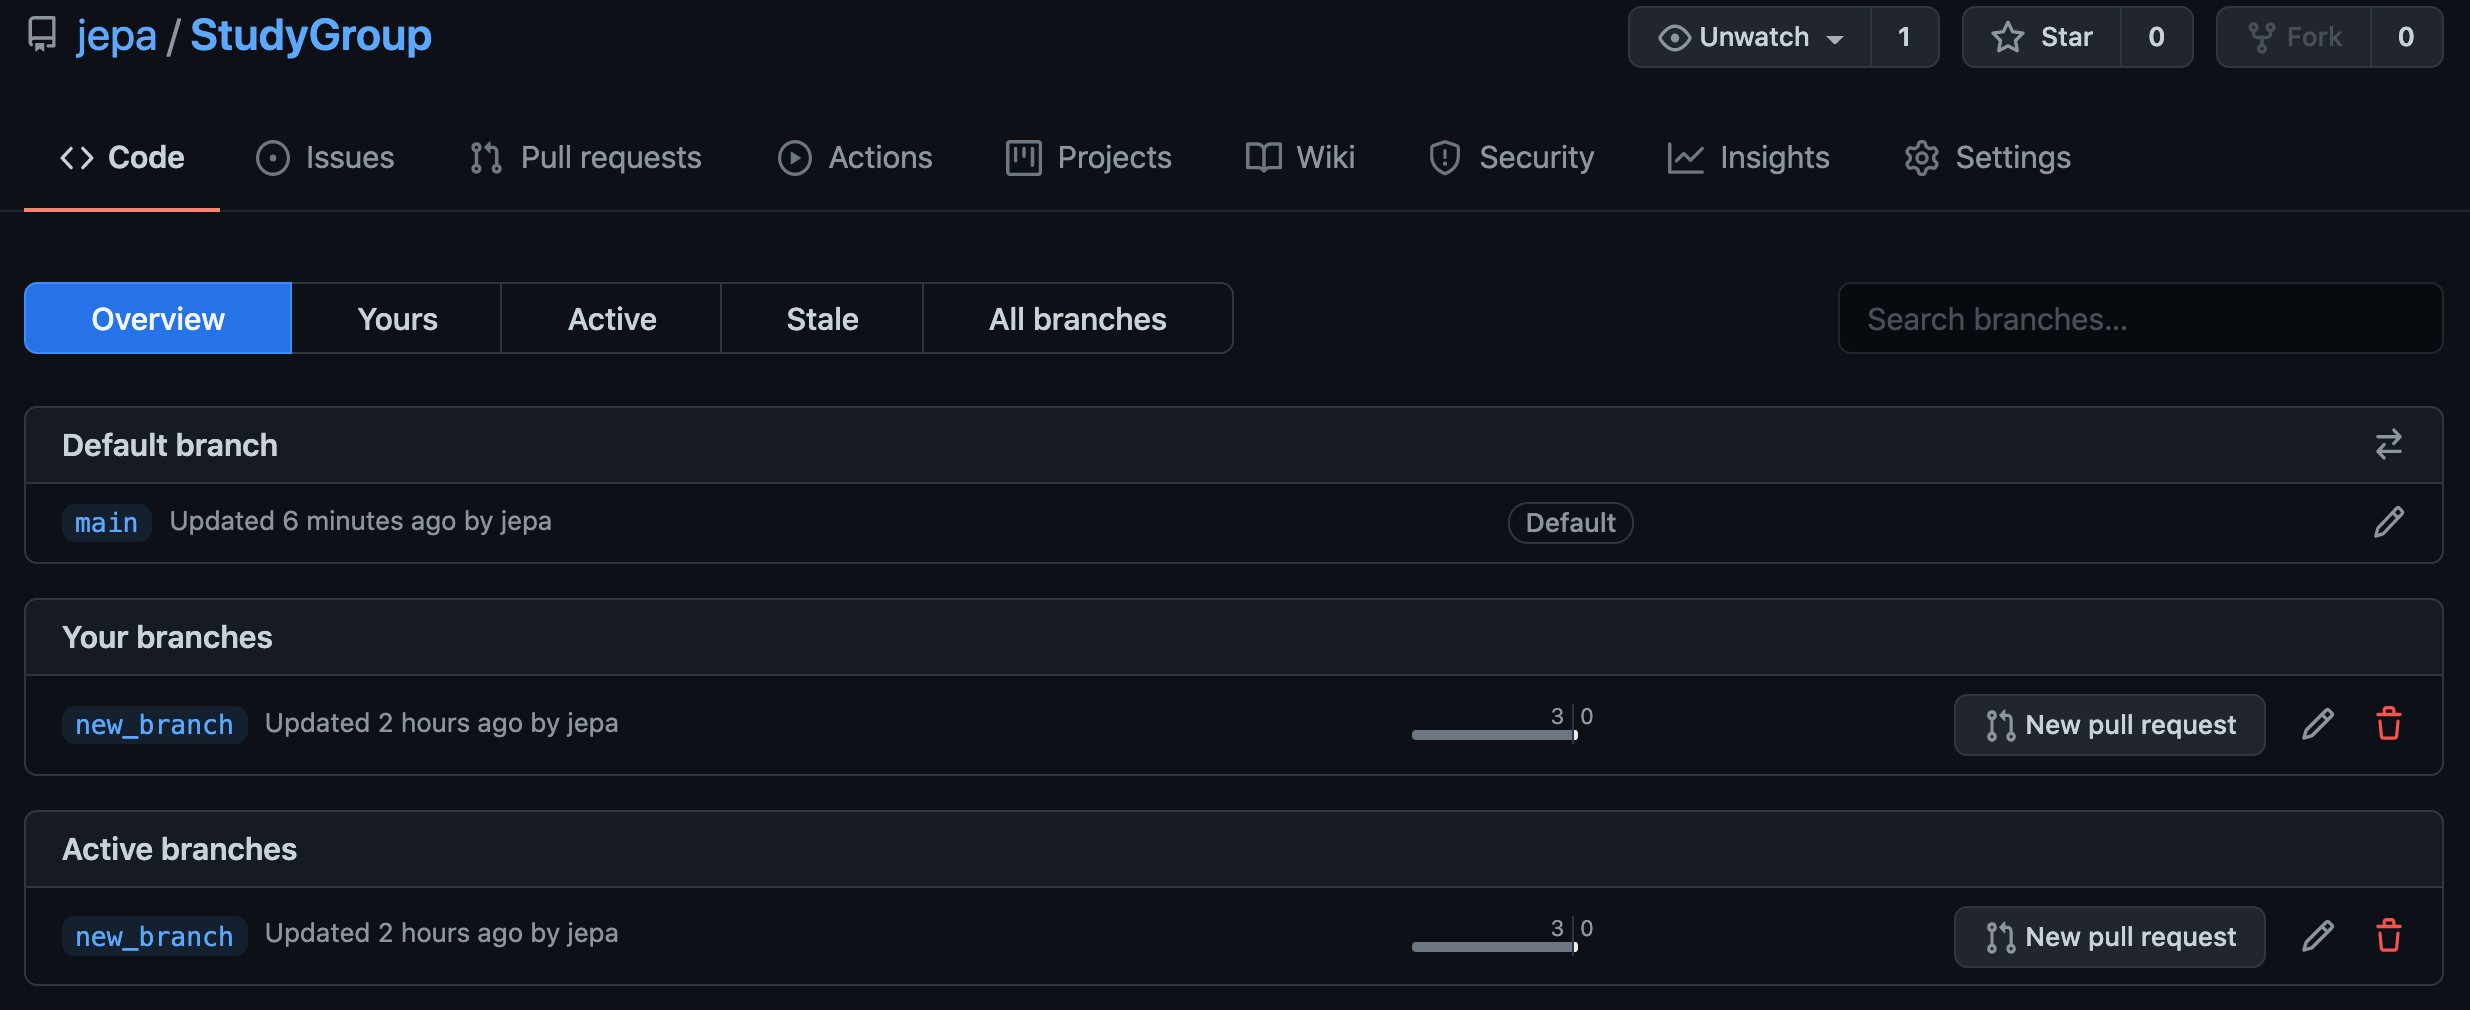 jepa / StudyGroup
Unwatch 1 Star 0 Fork 0
Code Issues Pull requests Actions Projects Wiki Security Insights Settings
Overview Yours Active Stale All branches Search branches...
Default branch
main Updated 6 minutes ago by jepa Default
Your branches
new_branch Updated 2 hours ago by jepa 3 0 New pull request
Active branches
new_branch Updated 2 hours ago by jepa 3 0 New pull request